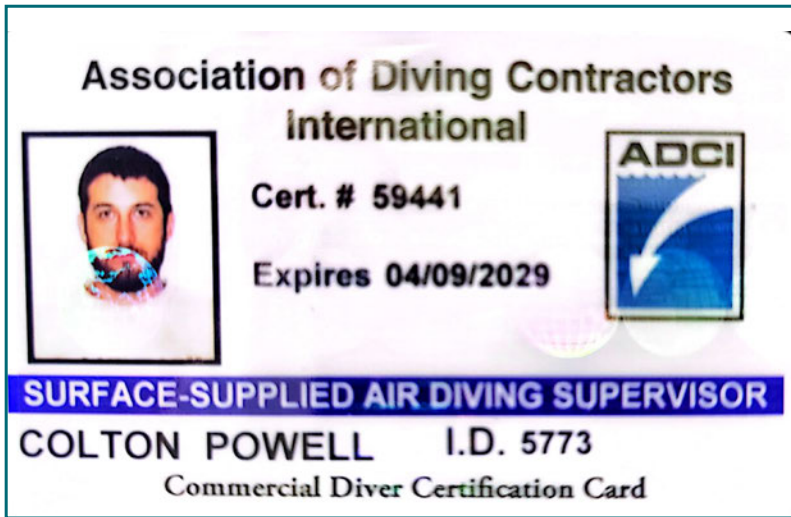 Association of Diving Contractors
International
ADCI
Cert. # 59441
Expires 04/09/2029
SURFACE-SUPPLIED AIR DIVING SUPERVISOR
COLTON POWELL I.D. 5773
Commercial Diver Certification Card